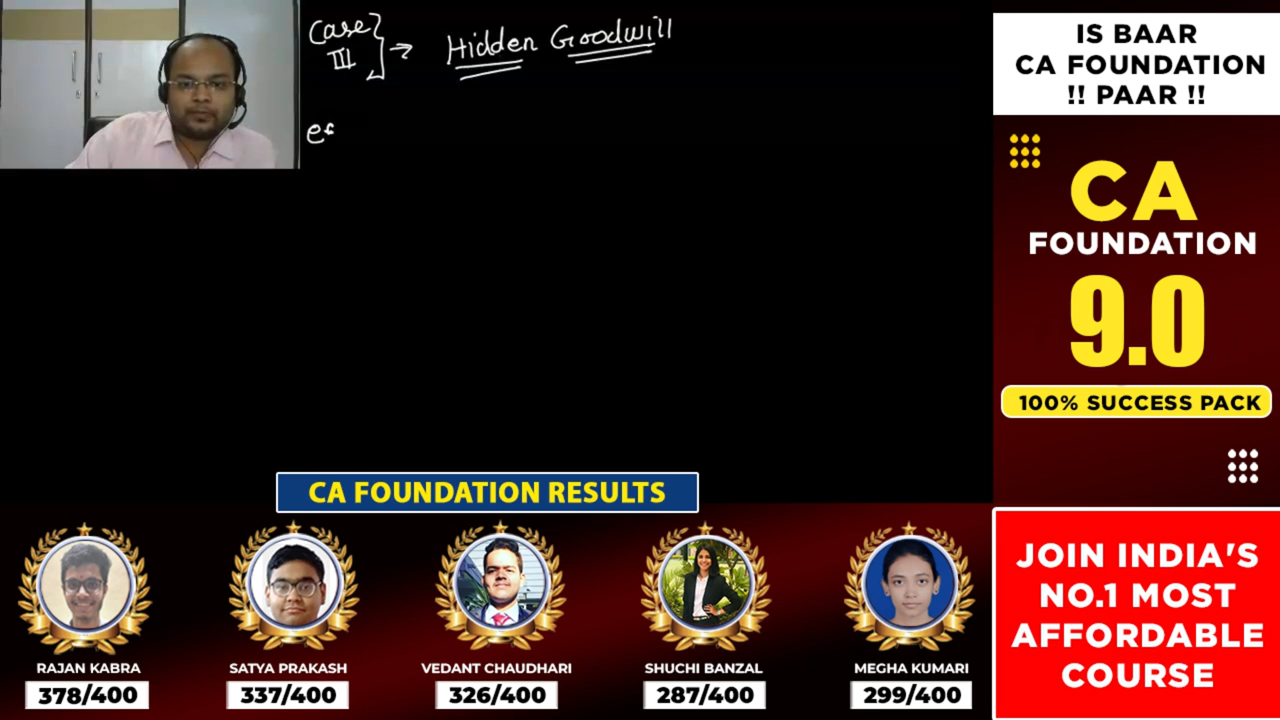 Case
III
→ Hidden Goodwill
IS BAAR
CA FOUNDATION
!! PAAR !!
CA
FOUNDATION
9.0
100% SUCCESS PACK
CA FOUNDATION RESULTS
RAJAN KABRA
378/400
SATYA PRAKASH
337/400
VEDANT CHAUDHARI
326/400
SHUCHI BANZAL
287/400
MEGHA KUMARI
299/400
JOIN INDIA'S
NO.1 MOST
AFFORDABLE
COURSE